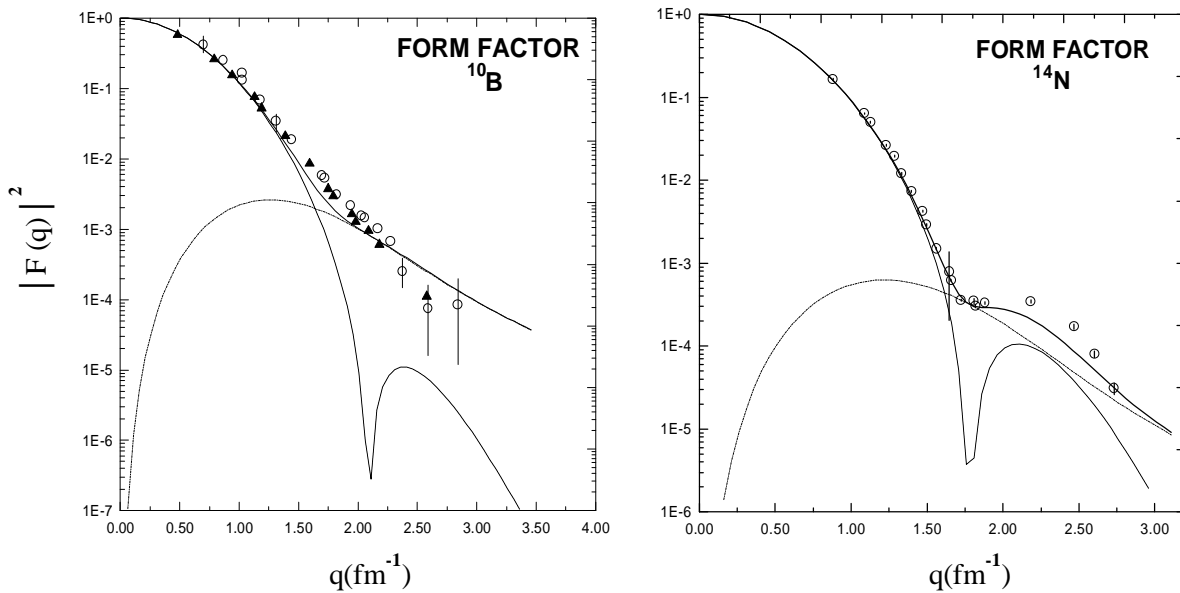 FORM FACTOR
10B
|F (q)|2
1E+0
1E-1
1E-2
1E-3
1E-4
1E-5
1E-6
1E-7
0.00 0.50 1.00 1.50 2.00 2.50 3.00 3.50 4.00
q(fm-1)
FORM FACTOR
14N
1E+0
1E-1
1E-2
1E-3
1E-4
1E-5
1E-6
0.00 0.50 1.00 1.50 2.00 2.50 3.00
q(fm-1)